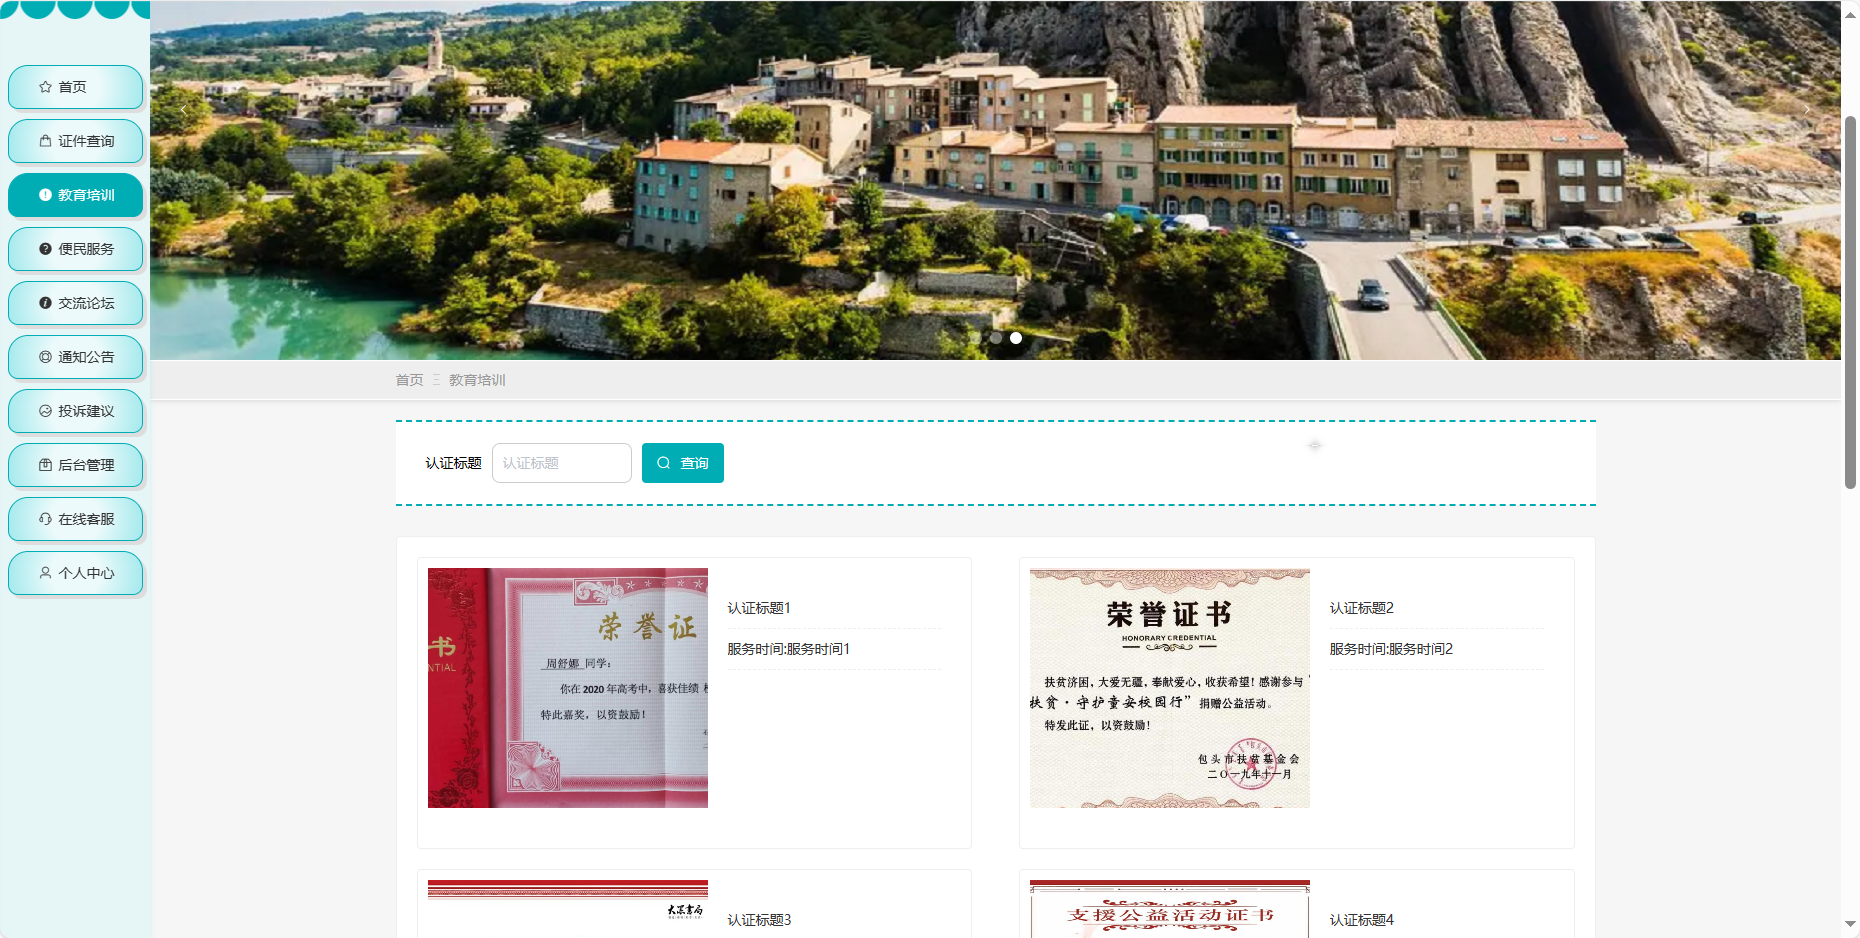 首页
证件查询
教育培训
便民服务
交流论坛
通知公告
投诉建议
后台管理
在线客服
个人中心
首页 教育培训
认证标题 认证标题 查询
书
NTIAL
荣誉证
周舒娜 同学:
你在 2020 年高考中, 喜获佳绩
特此嘉奖, 以资鼓励!
认证标题1
服务时间:服务时间1
荣誉证书
HONORARY CREDENTIAL
扶贫济困, 大爱无疆, 奉献爱心, 收获希望! 感谢参与“
扶贫·守护童安校园行” 捐赠公益活动。
特发此证, 以资鼓励!
包头市扶贫基金会
二〇一九年十一月
认证标题2
服务时间:服务时间2
认证标题3
支援公益活动证书
认证标题4